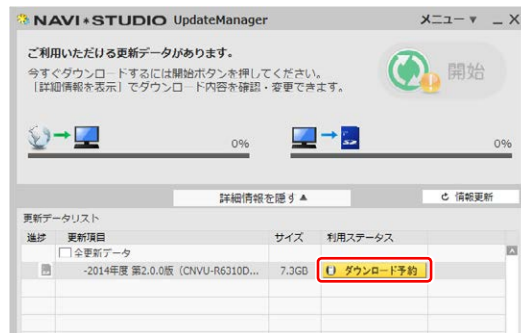 NAVI*STUDIO UpdateManager メニュー ▼ _ X
ご利用いただける更新データがあります。
今すぐダウンロードするには開始ボタンを押してください。
[詳細情報を表示]でダウンロード内容を確認・変更できます。
開始
0% 0%
詳細情報を隠す▲ 情報更新
更新データリスト
進捗 更新項目 サイズ 利用ステータス
全更新データ
-2014年度 第2.0.0版 (CNVU-R6310D... 7.3GB ダウンロード予約